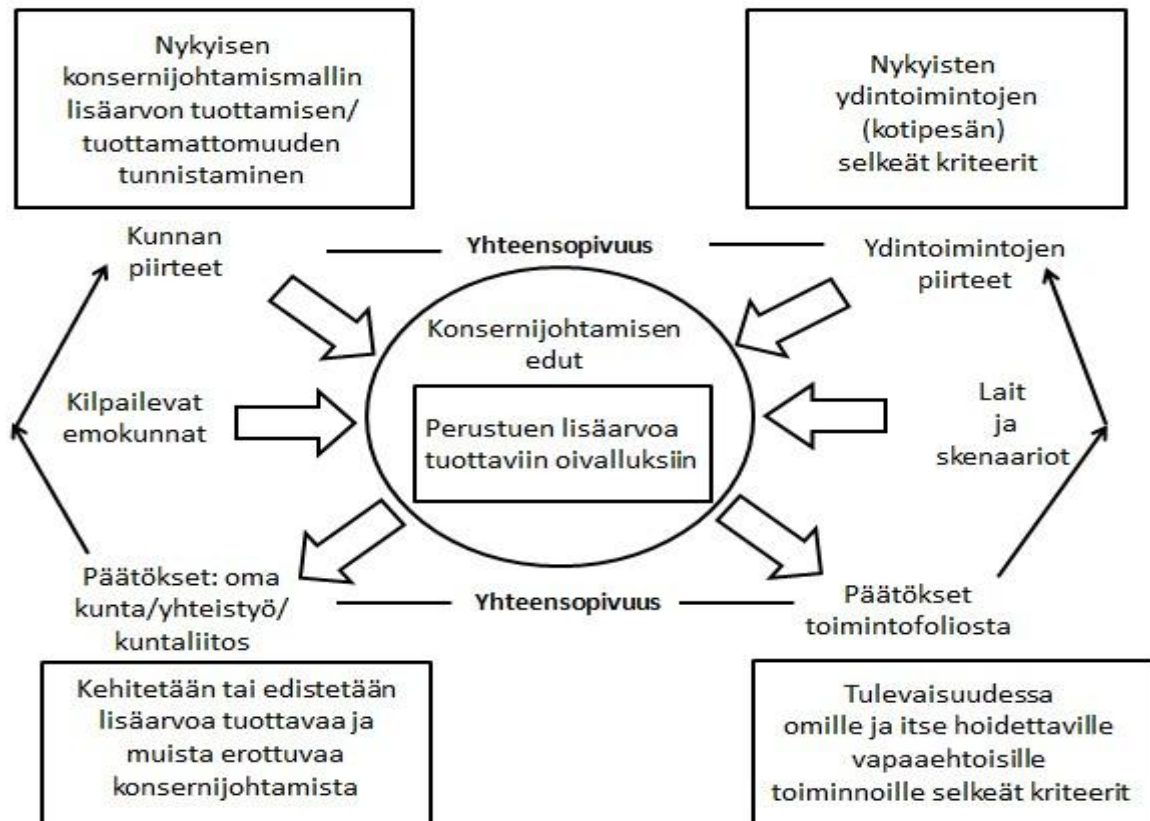 Nykyisen
konsernijohtamismallin
lisäarvon tuottamisen/
tuottamattomuuden
tunnistaminen
Nykyisten
ydintoimintojen
(kotipesän)
selkeät kriteerit
Kunnan
piirteet
Yhteensopivuus
Ydintoimintojen
piirteet
Konsernijohtamisen
edut
Kilpailevat
emokunnat
Perustuen lisäarvoa
tuottaviin oivalluksiin
Lait
ja
skenaariot
Päätökset: oma
kunta/yhteistyö/
kuntaliitos
Yhteensopivuus
Päätökset
toimintofoliosta
Kehitetään tai edistetään
lisäarvoa tuottavaa ja
muista erottuvaa
konsernijohtamista
Tulevaisuudessa
omille ja itse hoidettaville
vapaaehtoisille
toiminnoille selkeät kriteerit